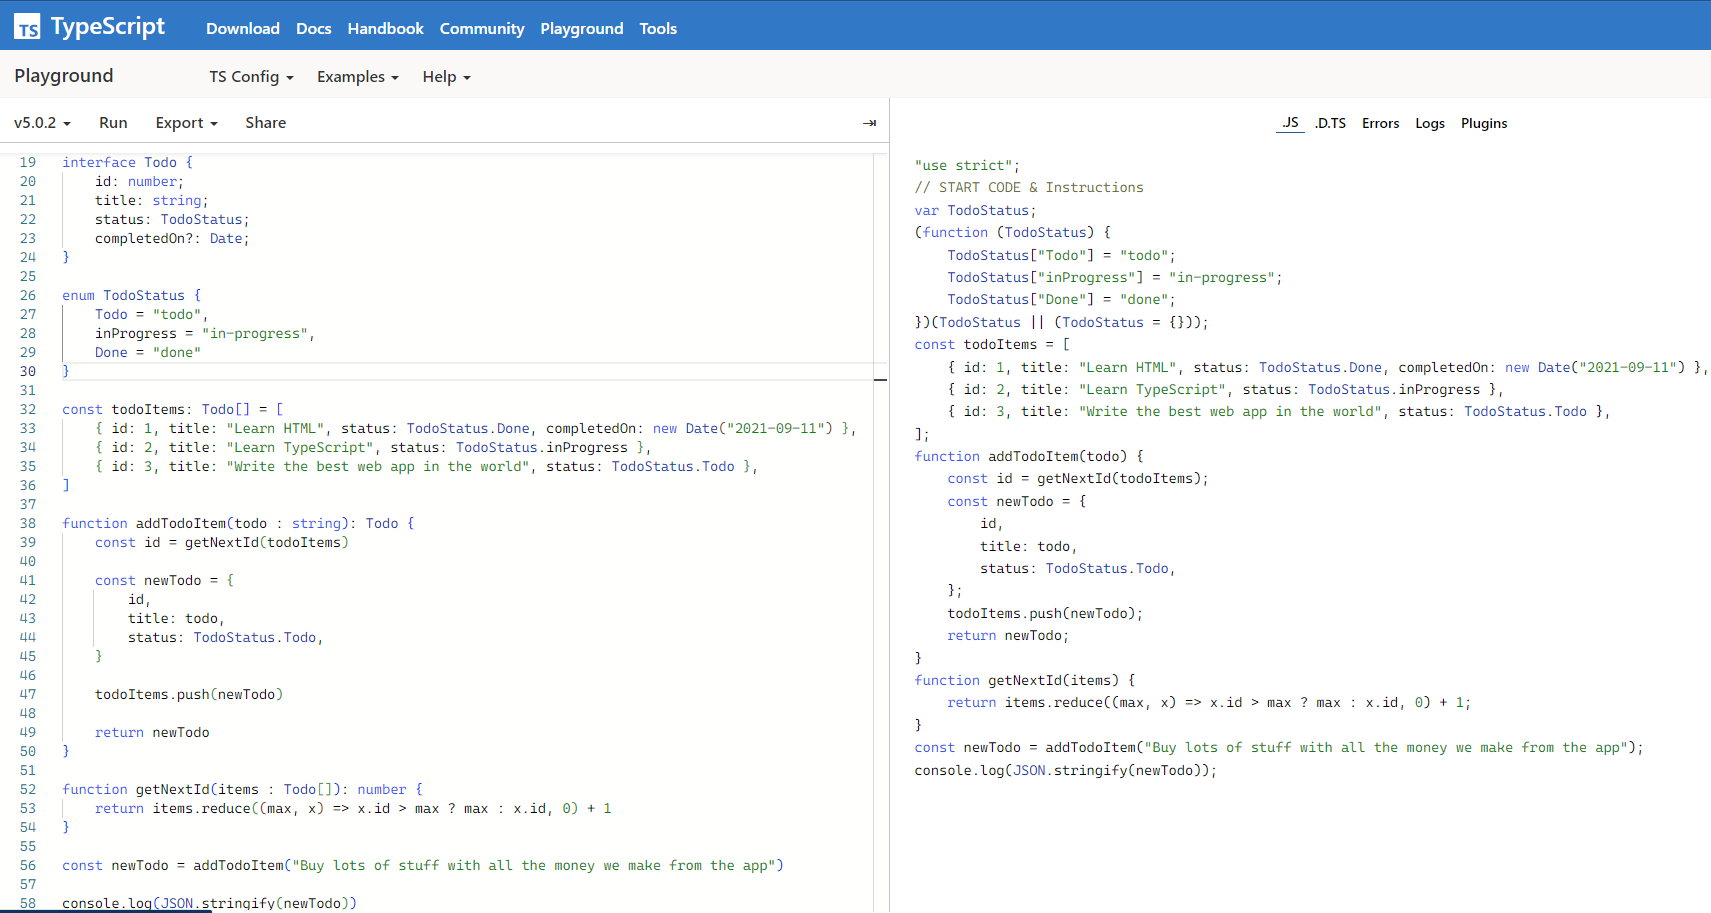 TS TypeScript Download Docs Handbook Community Playground Tools
Playground TS Config Examples Help
v5.0.2 Run Export Share
19 interface Todo {
20 id: number;
21 title: string;
22 status: TodoStatus;
23 completedOn?: Date;
24 }
25
26 enum TodoStatus {
27 Todo = "todo",
28 inProgress = "in-progress",
29 Done = "done"
30 }
31
32 const todoItems: Todo[] = [
33 { id: 1, title: "Learn HTML", status: TodoStatus.Done, completedOn: new Date("2021-09-11") },
34 { id: 2, title: "Learn TypeScript", status: TodoStatus.inProgress },
35 { id: 3, title: "Write the best web app in the world", status: TodoStatus.Todo },
36 ]
37
38 function addTodoItem(todo : string): Todo {
39 const id = getNextId(todoItems)
40
41 const newTodo = {
42 id,
43 title: todo,
44 status: TodoStatus.Todo,
45 }
46
47 todoItems.push(newTodo)
48
49 return newTodo
50 }
51
52 function getNextId(items : Todo[]): number {
53 return items.reduce((max, x) => x.id > max ? max : x.id, 0) + 1
54 }
55
56 const newTodo = addTodoItem("Buy lots of stuff with all the money we make from the app")
57
58 console.log(JSON.stringify(newTodo))
.JS .D.TS Errors Logs Plugins
"use strict";
// START CODE & Instructions
var TodoStatus;
(function (TodoStatus) {
TodoStatus["Todo"] = "todo";
TodoStatus["inProgress"] = "in-progress";
TodoStatus["Done"] = "done";
})(TodoStatus || (TodoStatus = {}));
const todoItems = [
{ id: 1, title: "Learn HTML", status: TodoStatus.Done, completedOn: new Date("2021-09-11") },
{ id: 2, title: "Learn TypeScript", status: TodoStatus.inProgress },
{ id: 3, title: "Write the best web app in the world", status: TodoStatus.Todo },
];
function addTodoItem(todo) {
const id = getNextId(todoItems);
const newTodo = {
id,
title: todo,
status: TodoStatus.Todo,
};
todoItems.push(newTodo);
return newTodo;
}
function getNextId(items) {
return items.reduce((max, x) => x.id > max ? max : x.id, 0) + 1;
}
const newTodo = addTodoItem("Buy lots of stuff with all the money we make from the app");
console.log(JSON.stringify(newTodo));